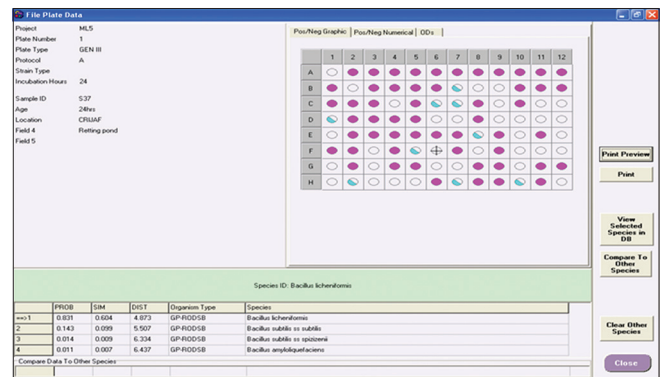 File Plate Data
Project ML5
Plate Number 1
Plate Type GEN III
Protocol A
Strain Type
Incubation Hours 24
Sample ID S37
Age 24hrs
Location CRIJAF
Field 4 Retting pond
Field 5
Pos/Neg Graphic Pos/Neg Numerical ODs
1 2 3 4 5 6 7 8 9 10 11 12
A
B
C
D
E
F
G
H
Print Preview
Print
View
Selected
Species in
DB
Compare To
Other
Species
Clear Other
Species
Close
Species ID: Bacillus licheniformis
PROB SIM DIST Organism Type Species
==>1 0.831 0.604 4.873 GP-RODSB Bacillus licheniformis
2 0.143 0.099 5.507 GP-RODSB Bacillus subtilis ss subtilis
3 0.014 0.009 6.334 GP-RODSB Bacillus subtilis ss spizizenii
4 0.011 0.007 6.437 GP-RODSB Bacillus amyloliquefaciens
Compare Data To Other Species